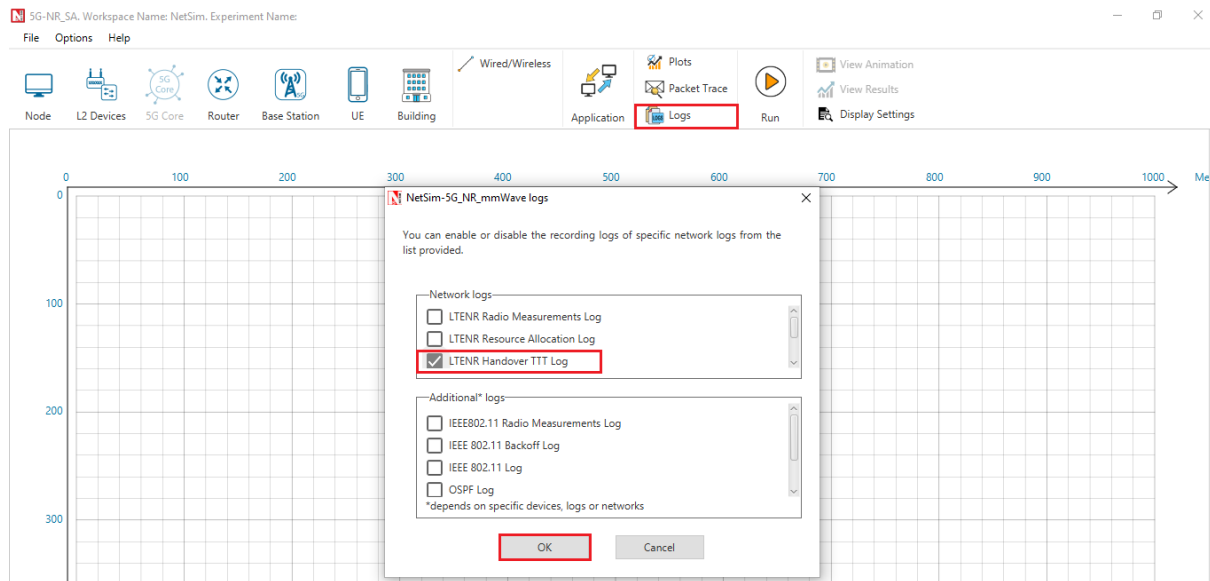 5G-NR_SA. Workspace Name: NetSim. Experiment Name:
File Options Help
Node
L2 Devices
5G Core
5G Core
Router
5G
Base Station
UE
Building
Wired/Wireless
Application
Plots
Packet Trace
LOGS
Logs
Run
View Animation
View Results
Display Settings
0 100 200 300 400 500 600 700 800 900 1000 Me
0
100
200
300
NetSim-5G_NR_mmWave logs
You can enable or disable the recording logs of specific network logs from the
list provided.
Network logs
LTENR Radio Measurements Log
LTENR Resource Allocation Log
LTENR Handover TTT Log
Additional* logs
IEEE802.11 Radio Measurements Log
IEEE 802.11 Backoff Log
IEEE 802.11 Log
OSPF Log
*depends on specific devices, logs or networks
OK
Cancel